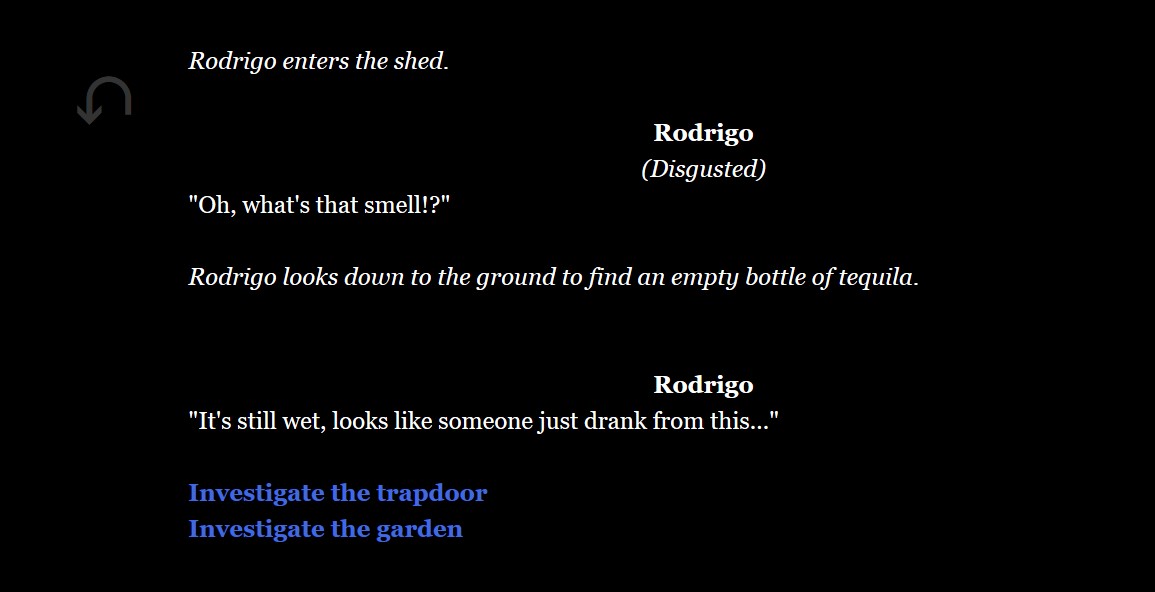 Rodrigo enters the shed.
Rodrigo
(Disgusted)
"Oh, what's that smell!?"
Rodrigo looks down to the ground to find an empty bottle of tequila.
Rodrigo
"It's still wet, looks like someone just drank from this..."
Investigate the trapdoor
Investigate the garden